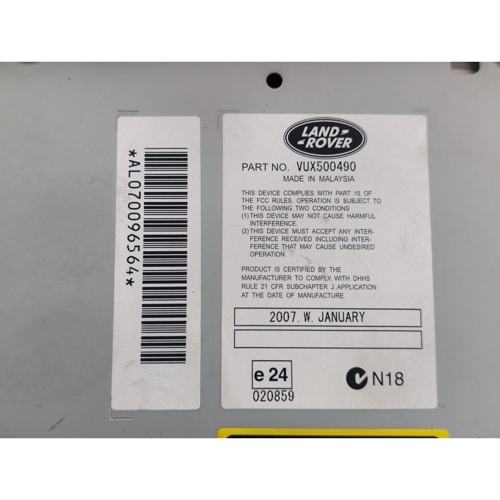 *AL070096564*
LAND
ROVER
PART NO. VUX500490
MADE IN MALAYSIA
THIS DEVICE COMPLIES WITH PART 15 OF
THE FCC RULES. OPERATION IS SUBJECT TO
THE FOLLOWING TWO CONDITIONS
(1) THIS DEVICE MAY NOT CAUSE HARMFUL
INTERFERENCE.
(2) THIS DEVICE MUST ACCEPT ANY INTER-
FERENCE RECEIVED INCLUDING INTER-
FERENCE THAT MAY CAUSE UNDESIRED
OPERATION.
PRODUCT IS CERTIFIED BY THE
MANUFACTURER TO COMPLY. WITH DHHS
RULE 21 CFR SUBCHAPTER J APPLICATION
AT THE DATE OF MANUFACTURE
2007. W. JANUARY
e 24
020859
N18